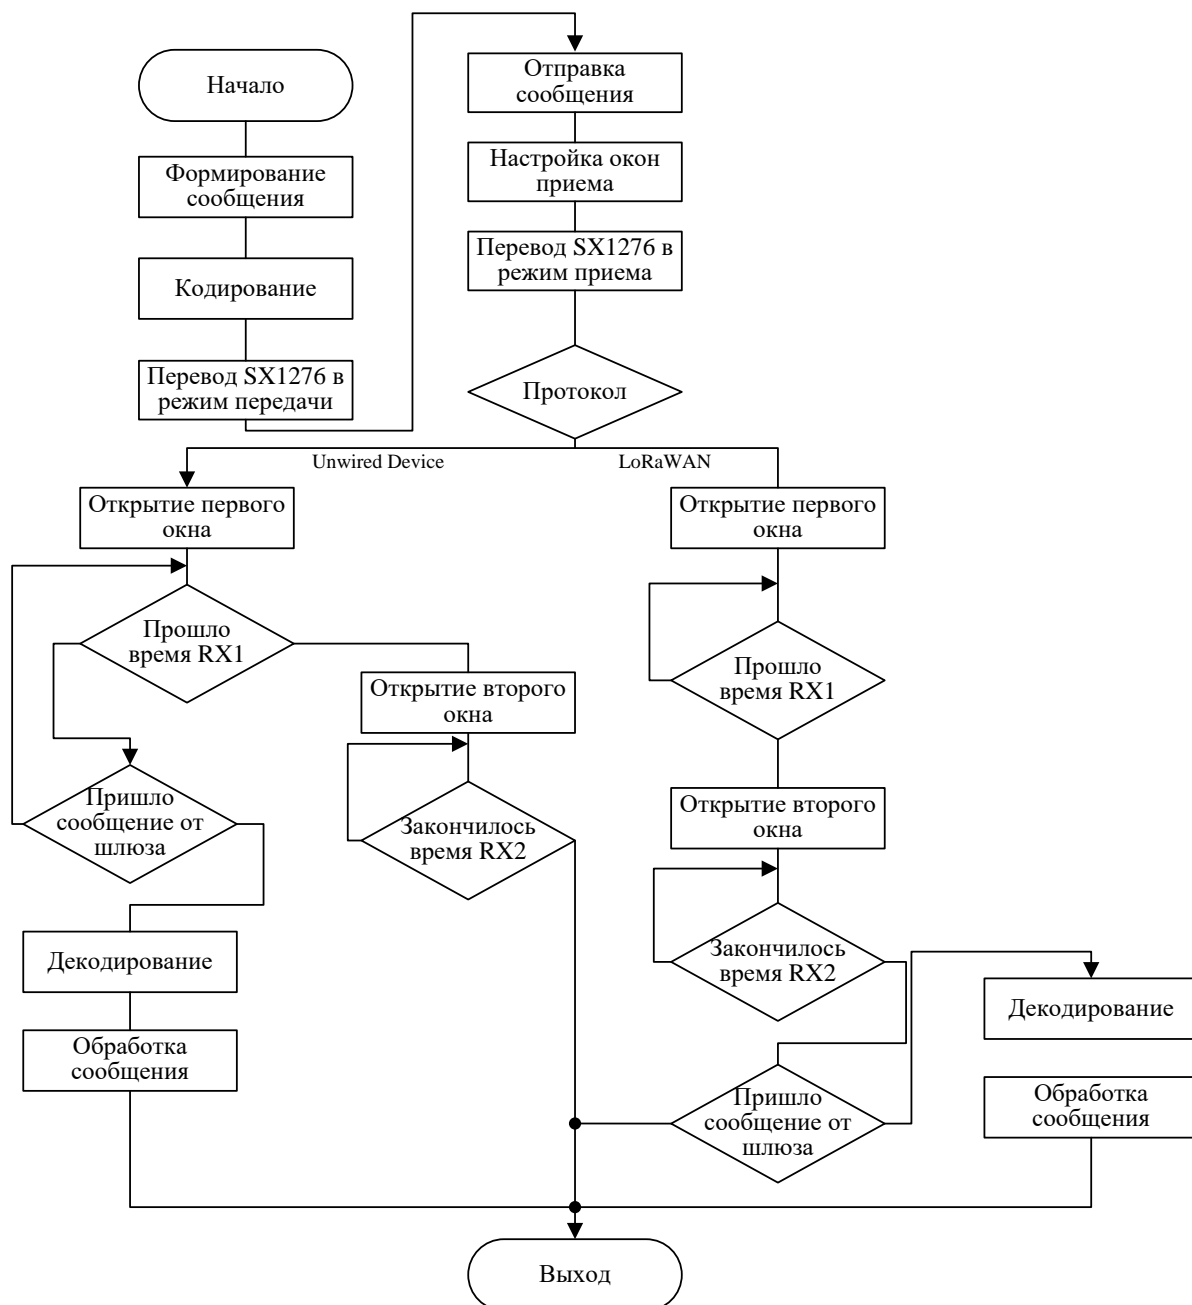 Начало
Формирование
сообщения
Кодирование
Перевод SX1276 в
режим передачи
Отправка
сообщения
Настройка окон
приема
Перевод SX1276 в
режим приема
Протокол
Unwired Device
LoRaWAN
Открытие первого
окна
Прошло
время RX1
Пришло
сообщение от
шлюза
Декодирование
Обработка
сообщения
Открытие второго
окна
Закончилось
время RX2
Открытие первого
окна
Прошло
время RX1
Открытие второго
окна
Закончилось
время RX2
Пришло
сообщение от
шлюза
Декодирование
Обработка
сообщения
Выход